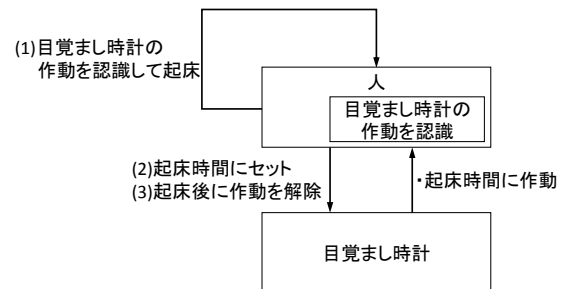 (1)目覚まし時計の
作動を認識して起床
人
目覚まし時計の
作動を認識
(2)起床時間にセット
(3)起床後に作動を解除
・起床時間に作動
目覚まし時計